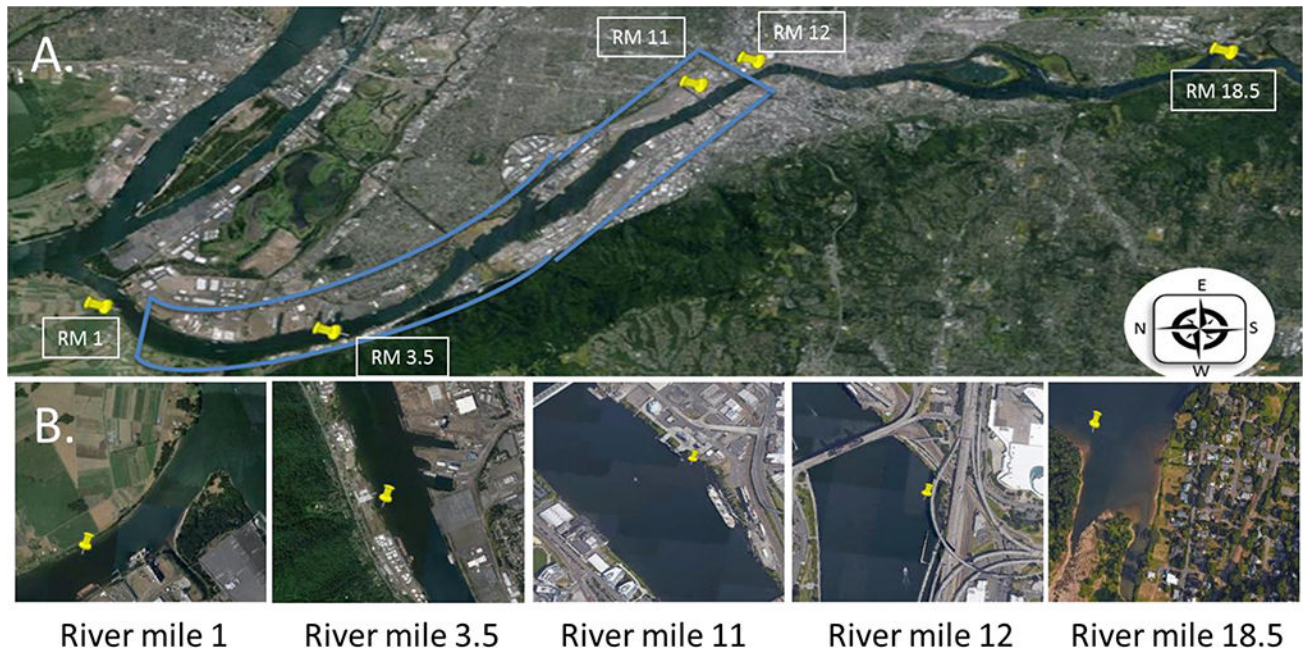 A.
RM 11
RM 12
RM 18.5
RM 1
RM 3.5
E
N
S
W
B.
River mile 1
River mile 3.5
River mile 11
River mile 12
River mile 18.5